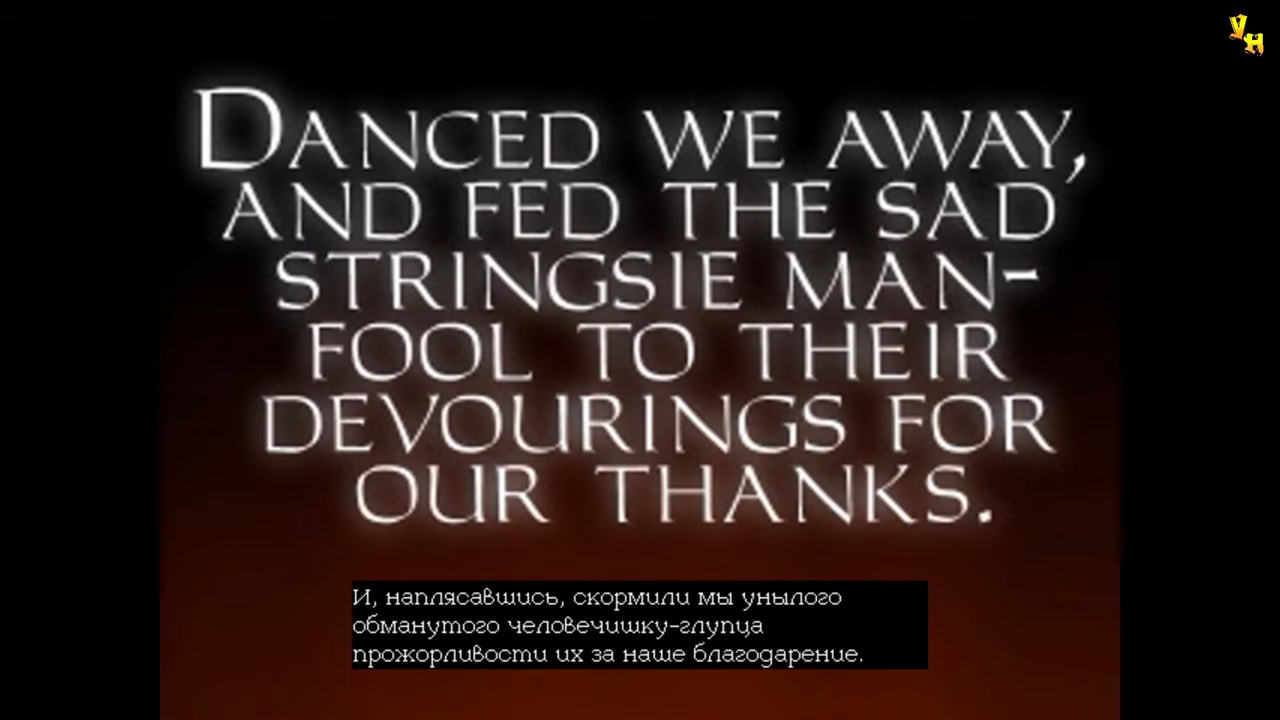 УН
DANCED WE AWAY,
AND FED THE SAD
STRINGSIE MAN-
FOOL TO THEIR
DEVOURINGS FOR
OUR THANKS.
И, наплясавшись, скормили мы унылого
обманутого человечишку-глупца
прожорливости их за наше благодарение.